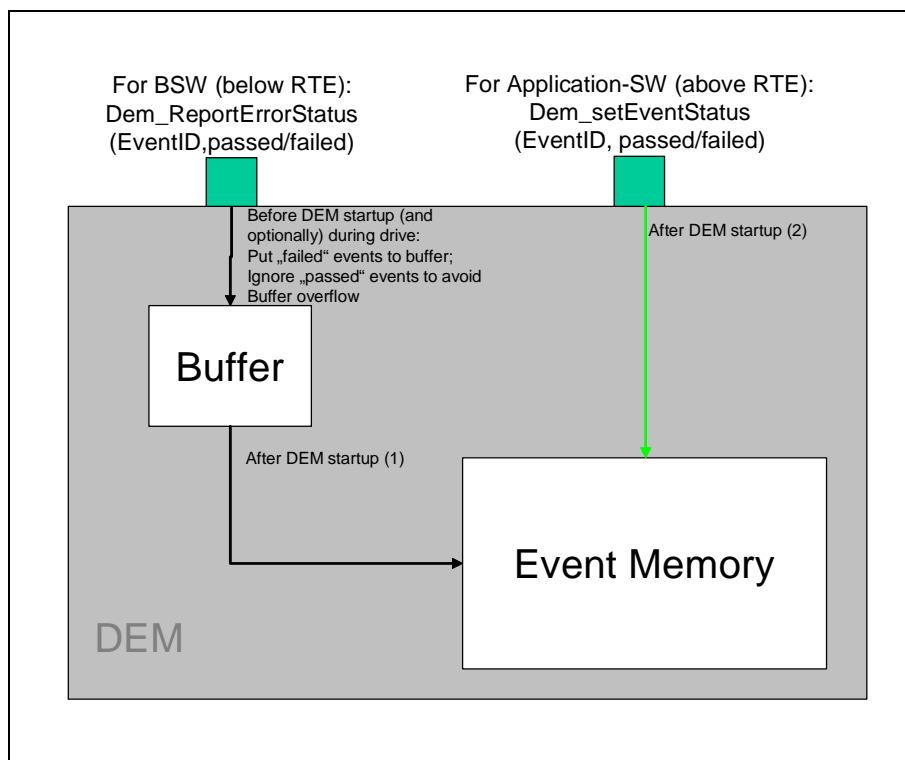 For BSW (below RTE):
Dem_ReportErrorStatus
(EventID,passed/failed)
For Application-SW (above RTE):
Dem_setEventStatus
(EventID, passed/failed)
Before DEM startup (and
optionally) during drive:
Put „failed“ events to buffer;
Ignore „passed“ events to avoid
Buffer overflow
After DEM startup (2)
Buffer
After DEM startup (1)
Event Memory
DEM